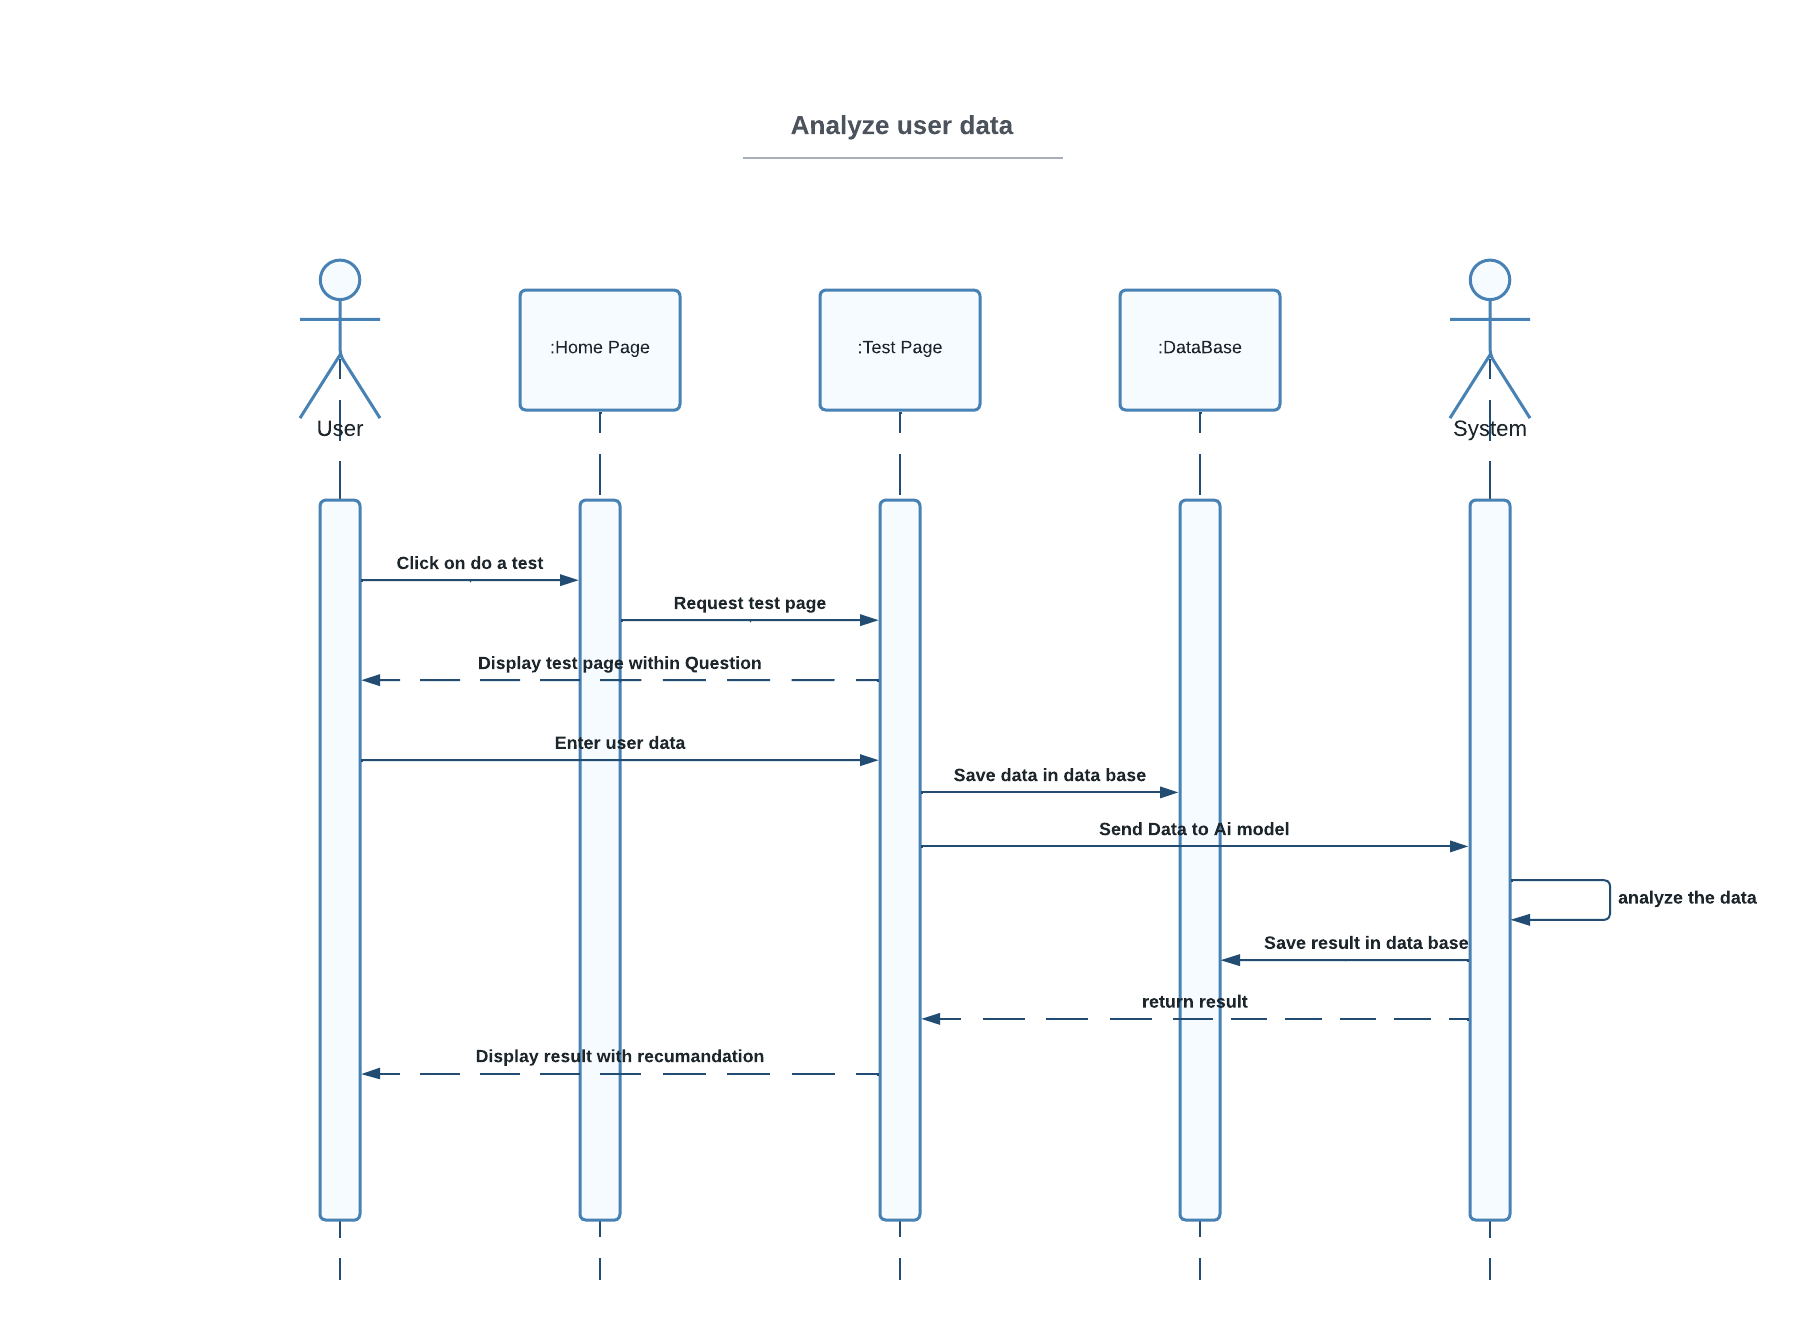 Analyze user data
User
:Home Page
:Test Page
:DataBase
System
Click on do a test
Request test page
Display test page within Question
Enter user data
Save data in data base
Send Data to Ai model
analyze the data
Save result in data base
return result
Display result with recumandation